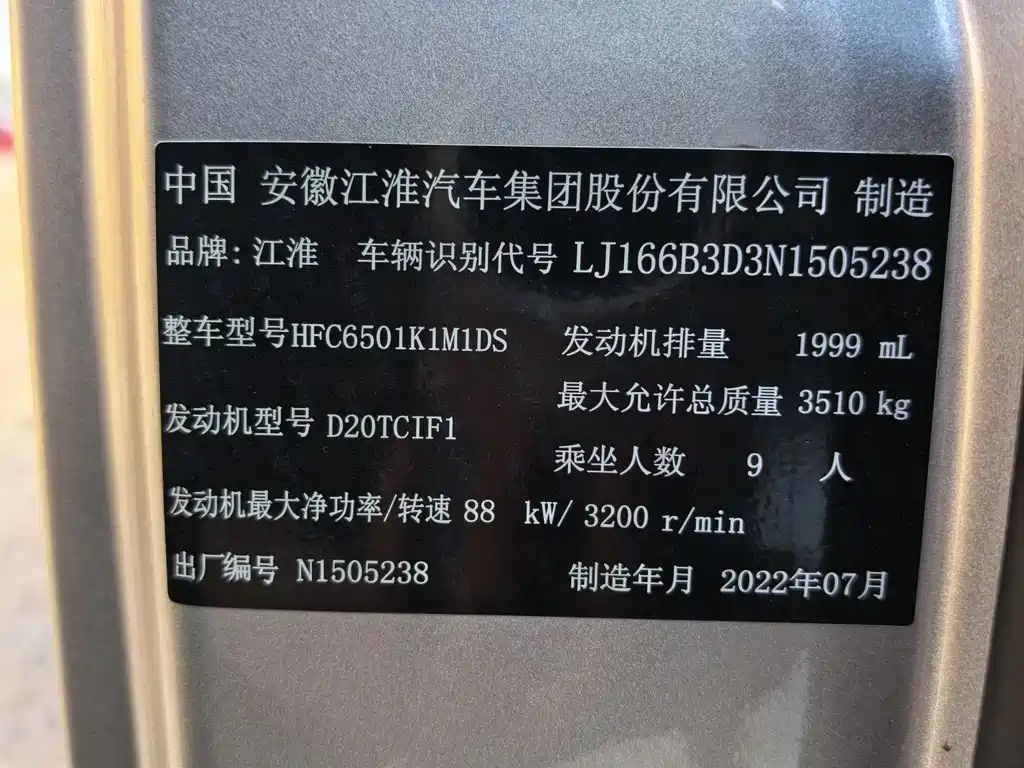 中国 安徽江淮汽车集团股份有限公司 制造
品牌: 江淮 车辆识别代号 LJ166B3D3N1505238
整车型号HFC6501K1M1DS 发动机排量 1999 mL
最大允许总质量 3510 kg
发动机型号 D20TCIF1
乘坐人数 9 人
发动机最大净功率/转速 88 kW/ 3200 r/min
出厂编号 N1505238 制造年月 2022年07月